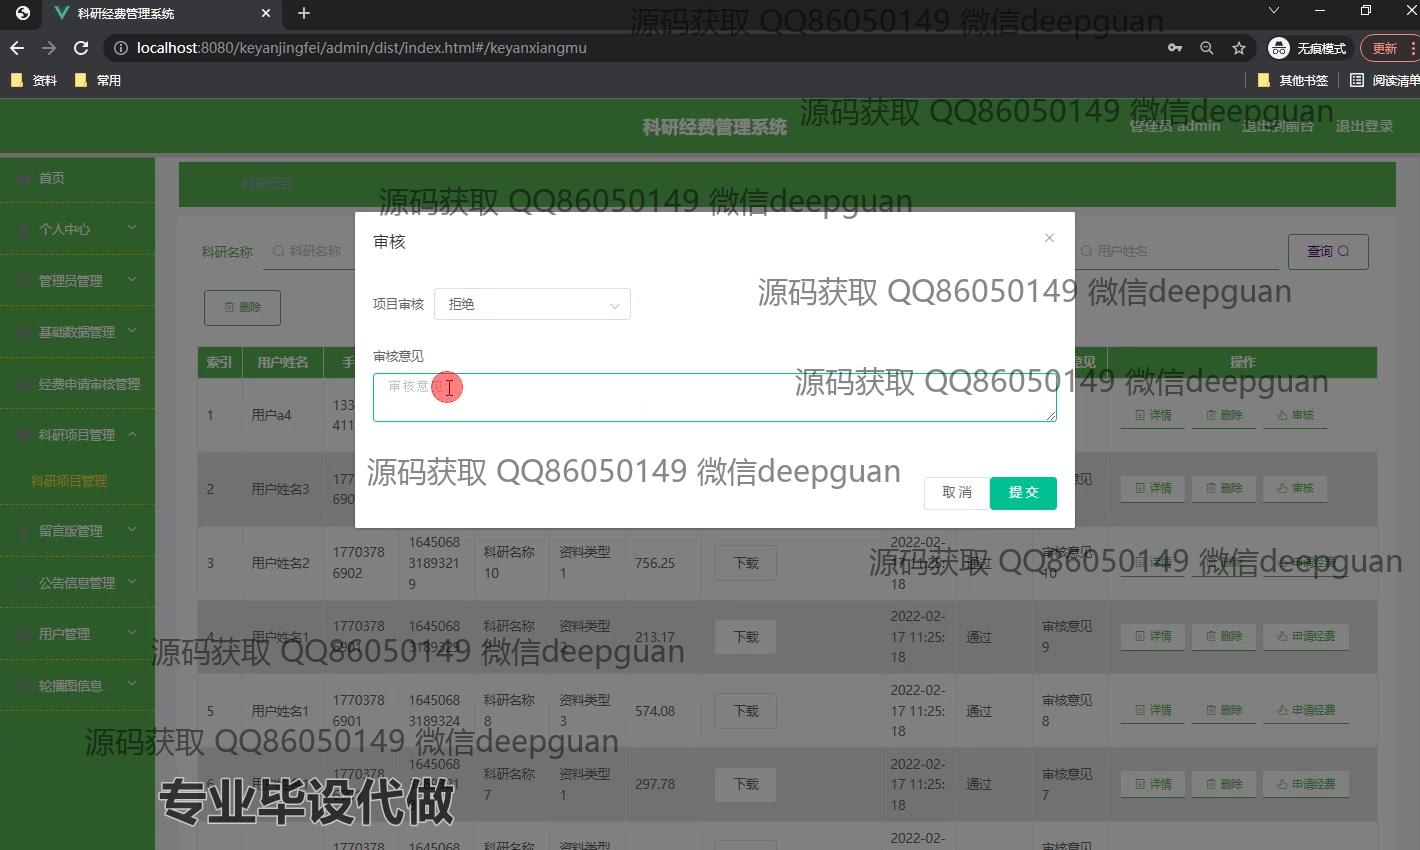 科研经费管理系统
localhost:8080/keyanjingfei/admin/dist/index.html#/keyanxiangmu
无痕模式
更新
资料
常用
其他书签
阅读清单
源码获取 QQ86050149 微信deepguan
科研经费管理系统
源码获取 QQ86050149 微信deepguan
管理员 admin
退出到前台
退出登录
首页
个人中心
管理员管理
基础数据管理
经费申请审核管理
科研项目管理
科研项目管理
留言版管理
公告信息管理
用户管理
轮播图信息
科研项目
源码获取 QQ86050149 微信deepguan
科研名称
科研名称
用户姓名
查询
删除
审核
项目审核
拒绝
源码获取 QQ86050149 微信deepguan
审核意见
审核意见
源码获取 QQ86050149 微信deepguan
源码获取 QQ86050149 微信deepguan
取 消
提 交
索引 用户姓名 手 意见 操作
1 用户a4 133 411 详情 删除 审核
2 用户姓名3 177 690 见 详情 删除 审核
3 用户姓名2 1770378 6902 1645068 3189321 9 科研名称 10 资料类型 1 756.25 下载 2022-02-17 11:25:18 通过 审核意见 10 详情 删除 申请经费
源码获取 QQ86050149 微信deepguan
4 用户姓名1 1770378 6901 1645068 3189329 科研名称 资料类型 2 213.17 下载 2022-02-17 11:25:18 通过 审核意见 9 详情 删除 申请经费
源码获取 QQ86050149 微信deepguan
5 用户姓名1 1770378 6901 1645068 3189324 科研名称 8 资料类型 3 574.08 下载 2022-02-17 11:25:18 通过 审核意见 8 详情 删除 申请经费
源码获取 QQ86050149 微信deepguan
6 1770378 1645068 科研名称 7 资料类型 1 297.78 下载 2022-02-17 11:25:18 通过 审核意见 7 详情 删除 申请经费
专业毕设代做
1770378 1645068 科研名称 资料类型 2022-02- 审核意见